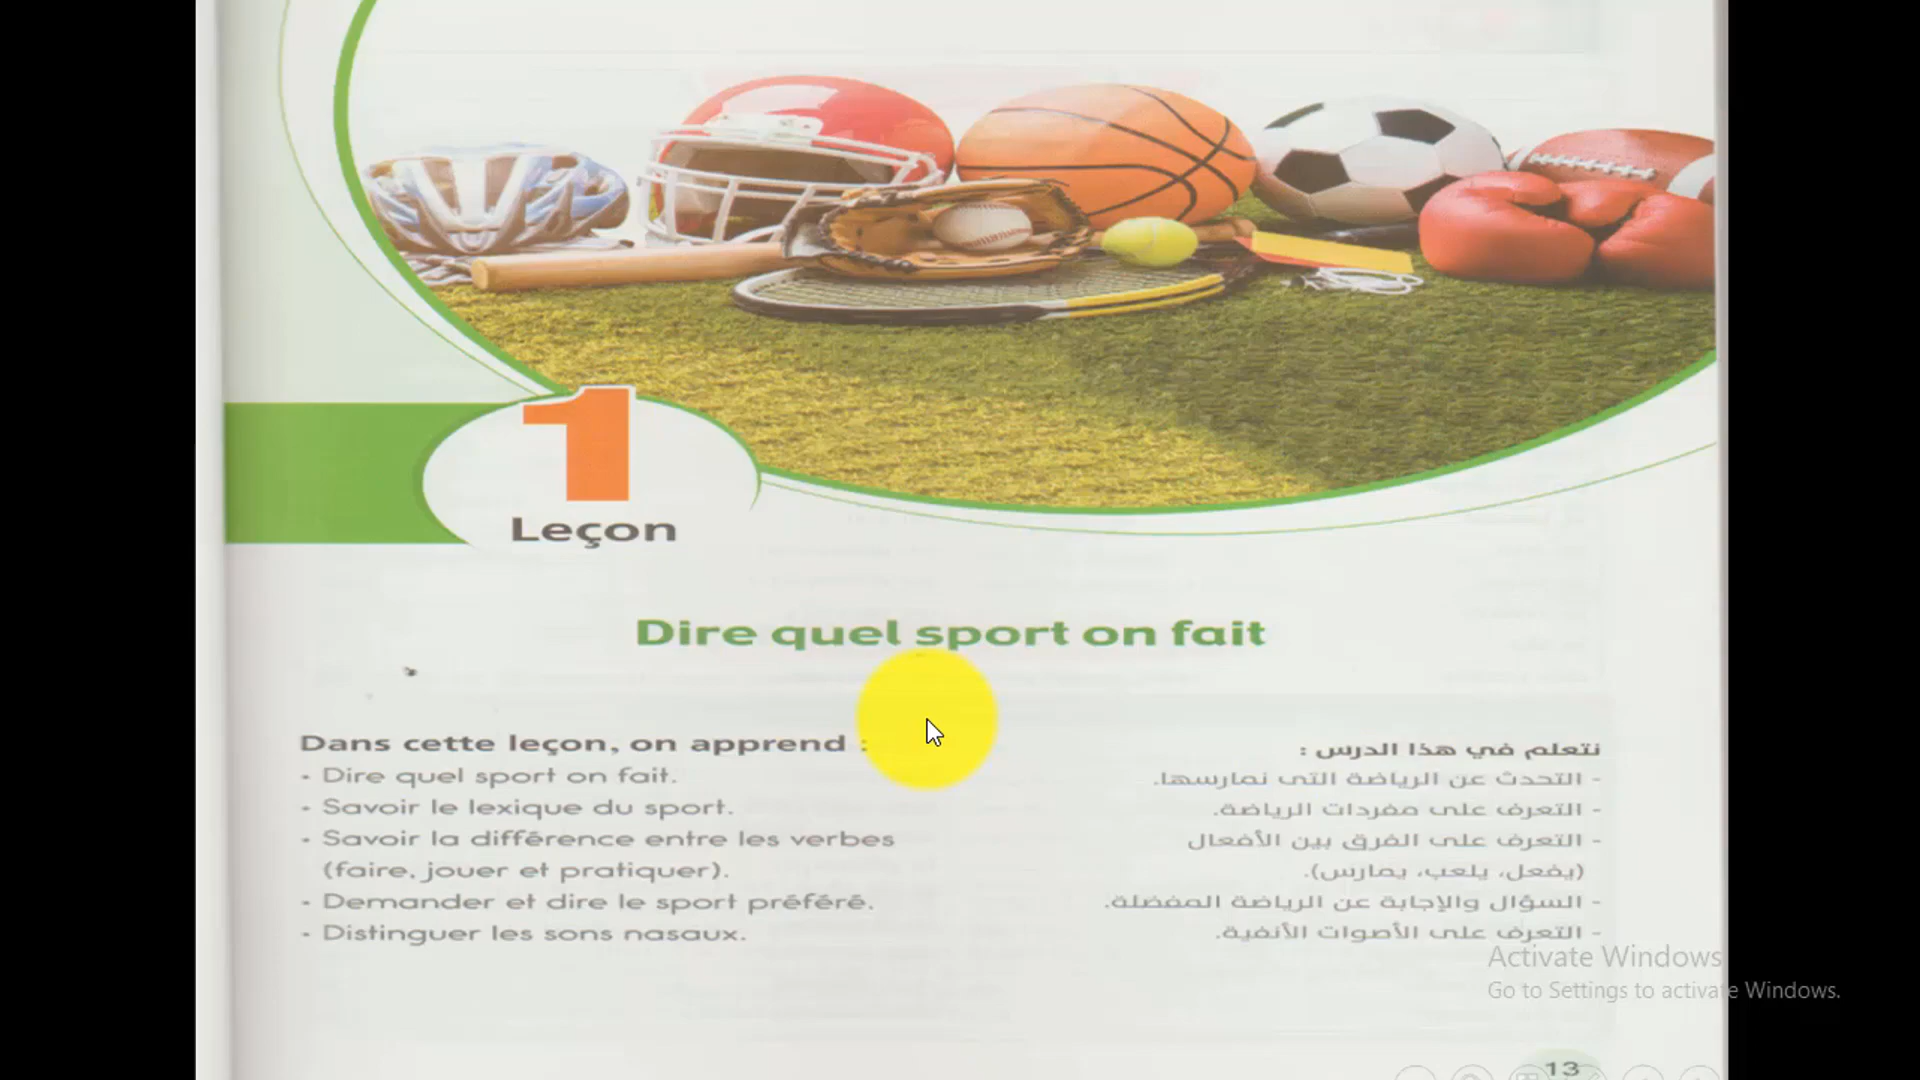 1
Leçon
Dire quel sport on fait
Dans cette leçon, on apprend :
- Dire quel sport on fait.
- Savoir le lexique du sport.
- Savoir la différence entre les verbes
(faire, jouer et pratiquer).
- Demander et dire le sport préféré.
- Distinguer les sons nasaux.
نتعلم في هذا الدرس :
- التحدث عن الرياضة التى نمارسها.
- التعرف على مفردات الرياضة.
- التعرف على الفرق بين الأفعال
(يفعل، يلعب، يمارس).
- السؤال والإجابة عن الرياضة المفضلة.
- التعرف على الأصوات الأنفية.
Activate Windows
Go to Settings to activate Windows.
13